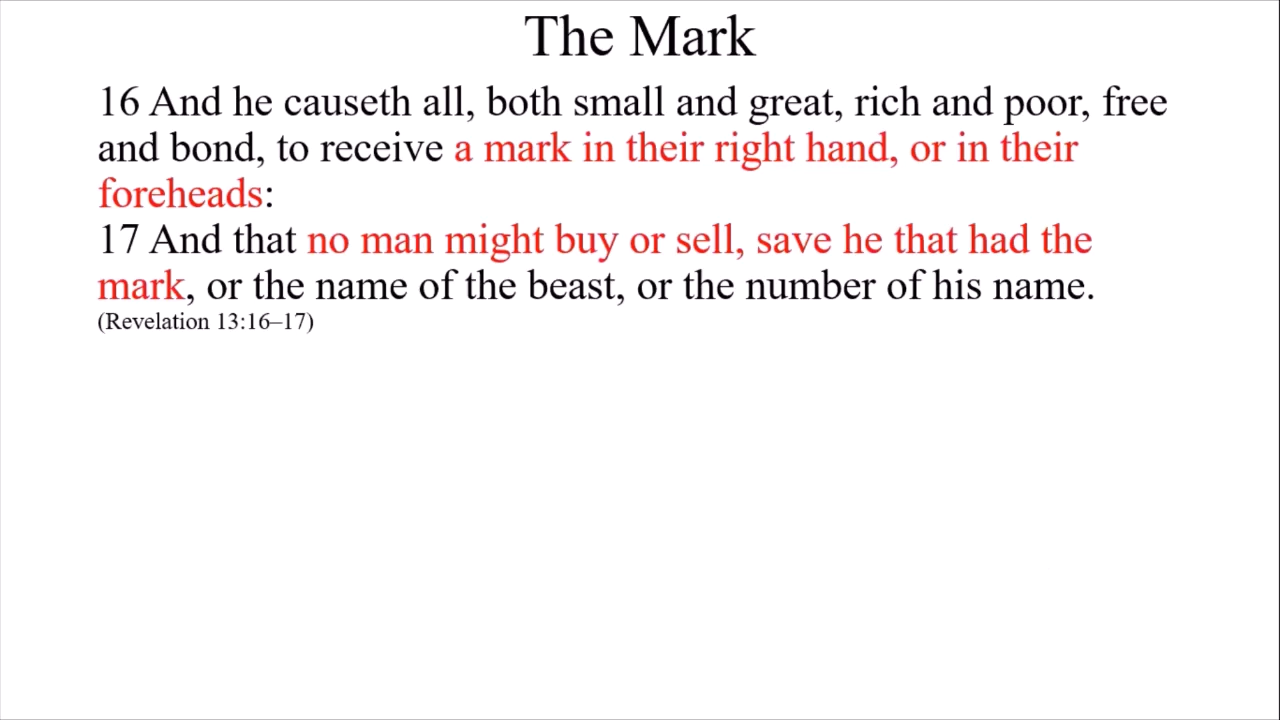 The Mark
16 And he causeth all, both small and great, rich and poor, free
and bond, to receive a mark in their right hand, or in their
foreheads:
17 And that no man might buy or sell, save he that had the
mark, or the name of the beast, or the number of his name.
(Revelation 13:16–17)